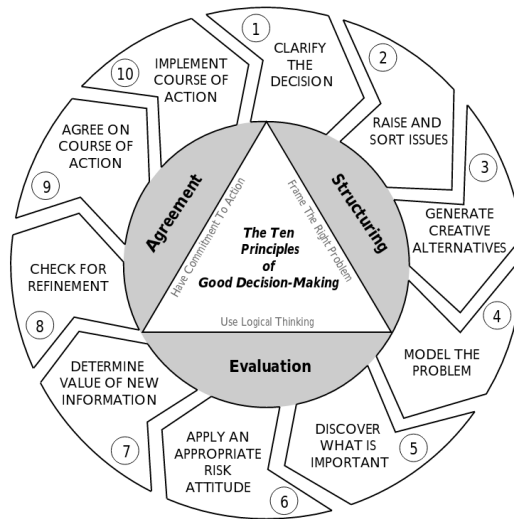 1
CLARIFY
THE
DECISION
2
RAISE AND
SORT ISSUES
3
GENERATE
CREATIVE
ALTERNATIVES
4
MODEL THE
PROBLEM
5
DISCOVER
WHAT IS
IMPORTANT
6
APPLY AN
APPROPRIATE
RISK
ATTITUDE
7
DETERMINE
VALUE OF NEW
INFORMATION
8
CHECK FOR
REFINEMENT
9
AGREE ON
COURSE OF
ACTION
10
IMPLEMENT
COURSE OF
ACTION
Agreement
Structuring
Evaluation
Have Commitment To Action
Frame The Right Problem
Use Logical Thinking
The Ten
Principles
of
Good Decision-Making